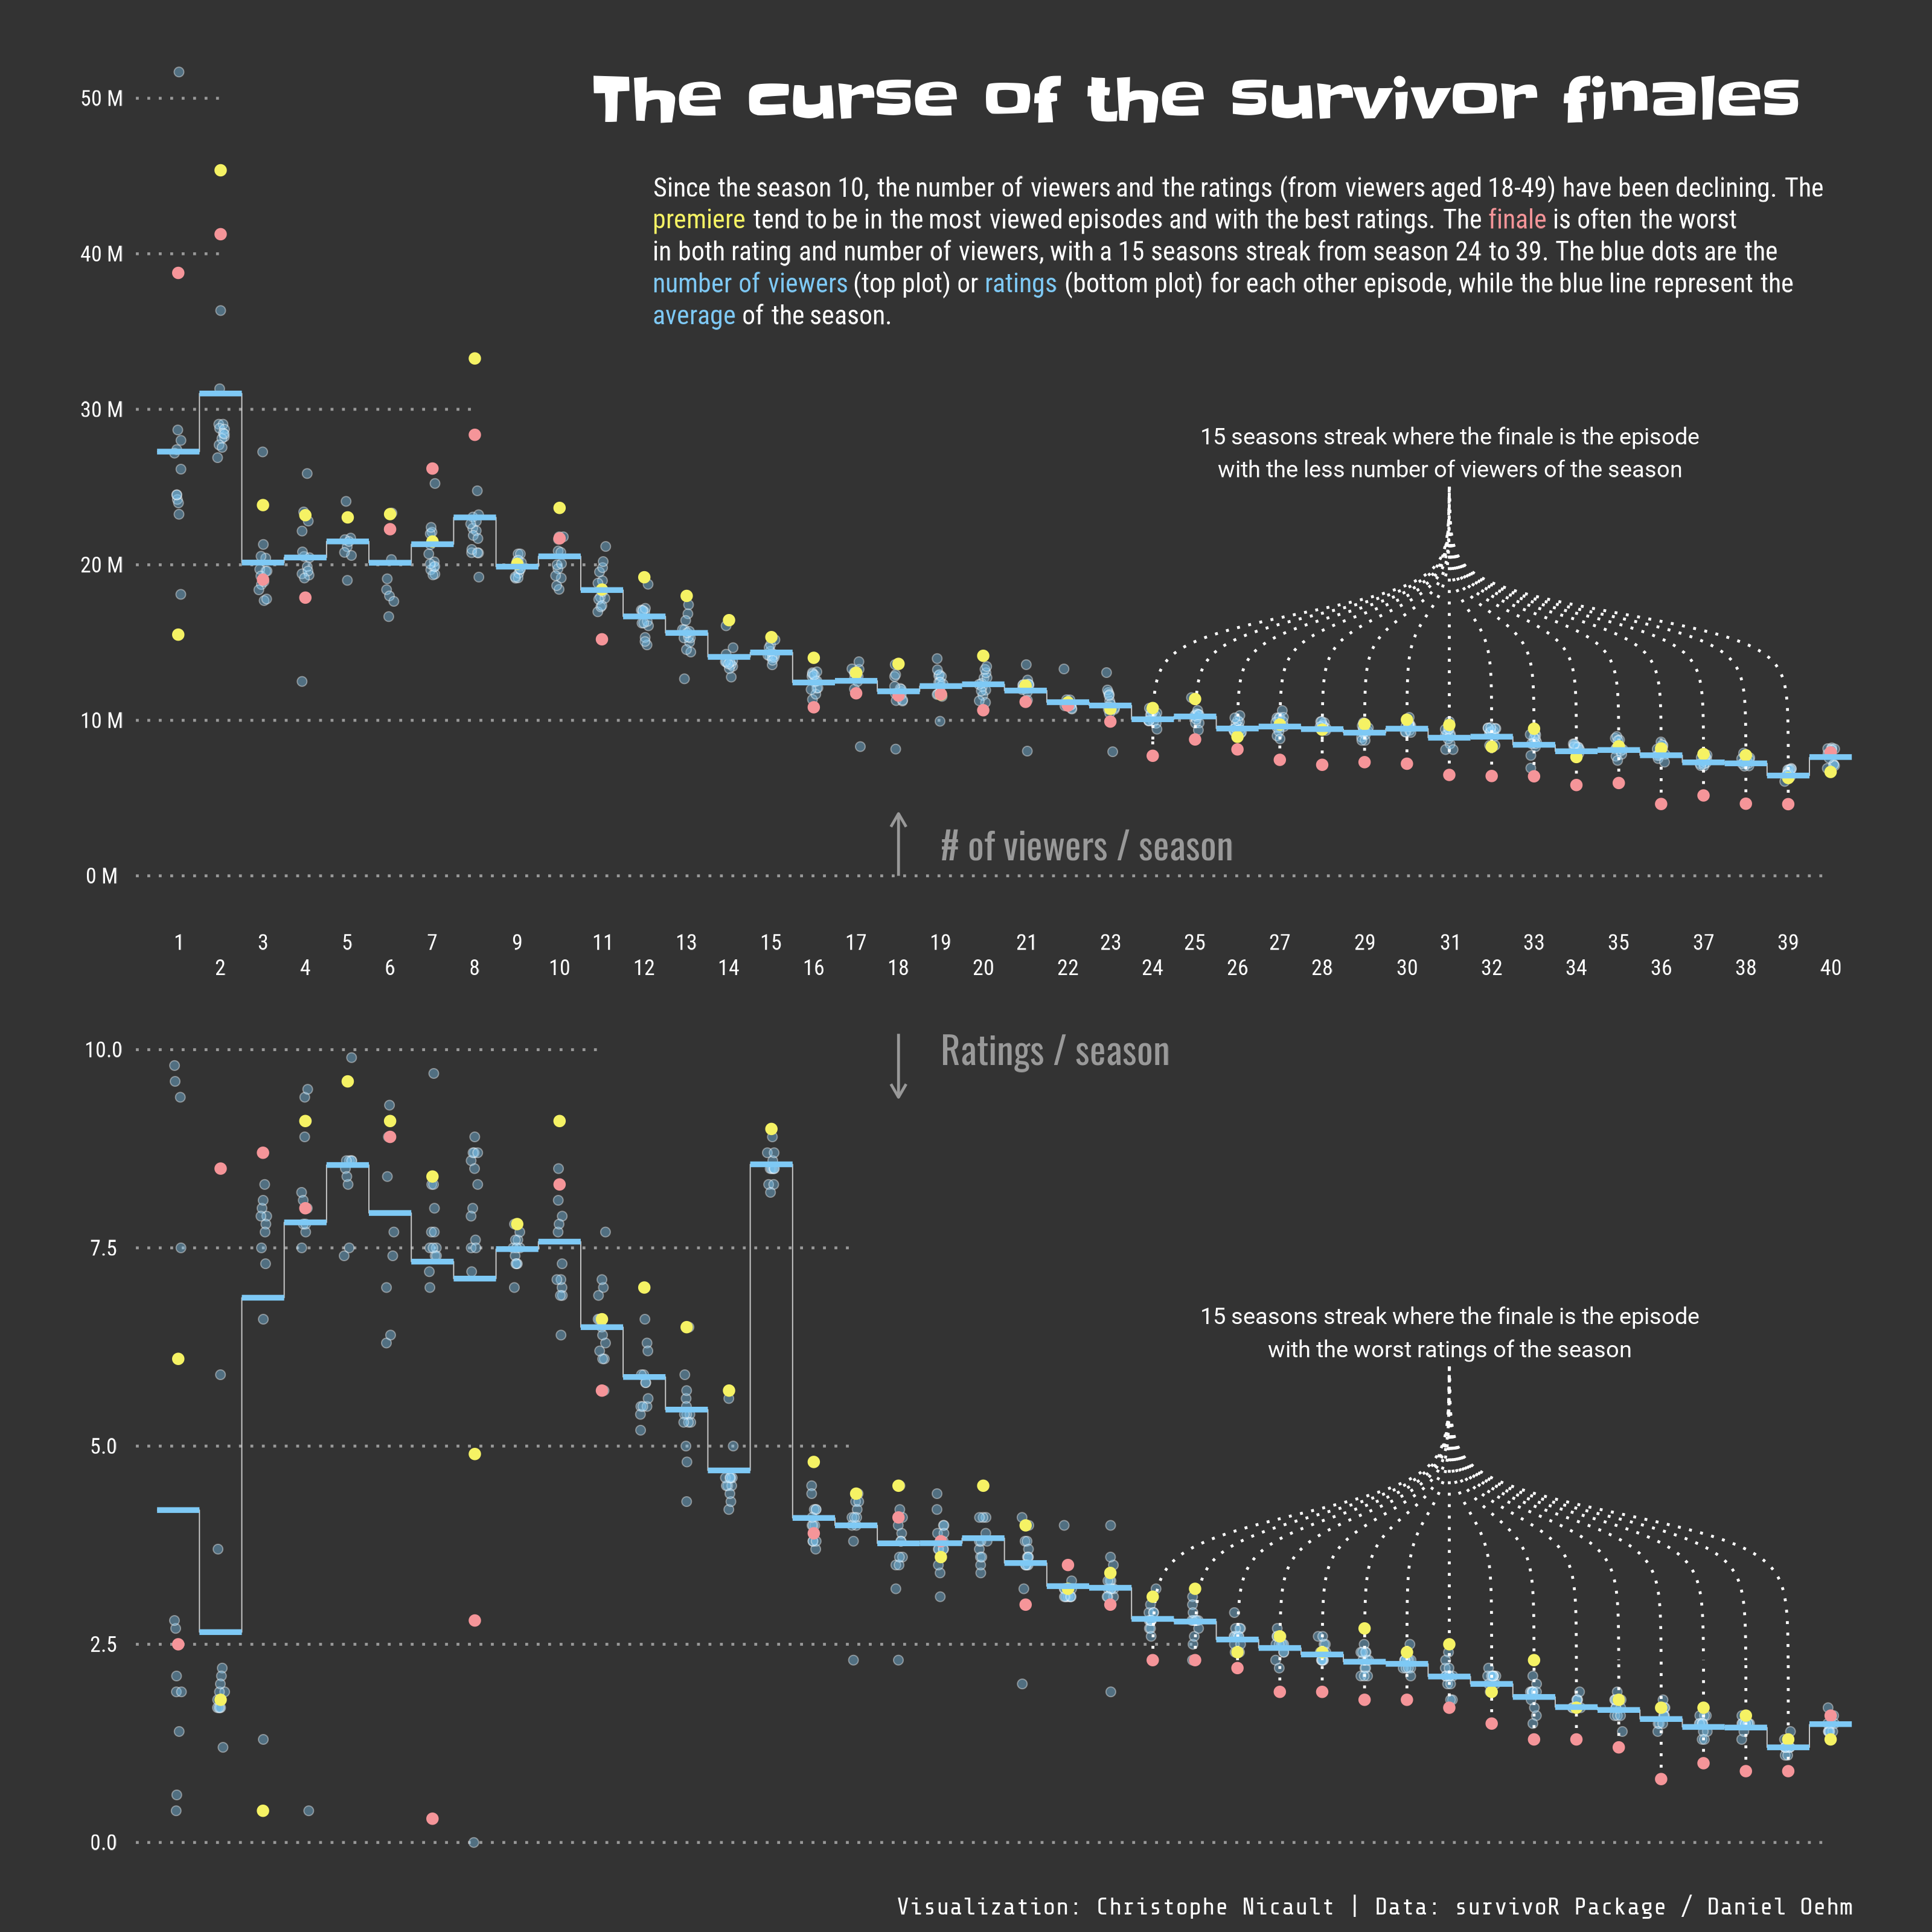 The curse of the survivor finales
Since the season 10, the number of viewers and the ratings (from viewers aged 18-49) have been declining. The
premiere tend to be in the most viewed episodes and with the best ratings. The finale is often the worst
in both rating and number of viewers, with a 15 seasons streak from season 24 to 39. The blue dots are the
number of viewers (top plot) or ratings (bottom plot) for each other episode, while the blue line represent the
average of the season.
50 M
40 M
30 M
20 M
10 M
0 M
15 seasons streak where the finale is the episode
with the less number of viewers of the season
# of viewers / season
1 3 5 7 9 11 13 15 17 19 21 23 25 27 29 31 33 35 37 39
2 4 6 8 10 12 14 16 18 20 22 24 26 28 30 32 34 36 38 40
Ratings / season
10.0
7.5
5.0
2.5
0.0
15 seasons streak where the finale is the episode
with the worst ratings of the season
Visualization: Christophe Nicault | Data: survivoR Package / Daniel Oehm